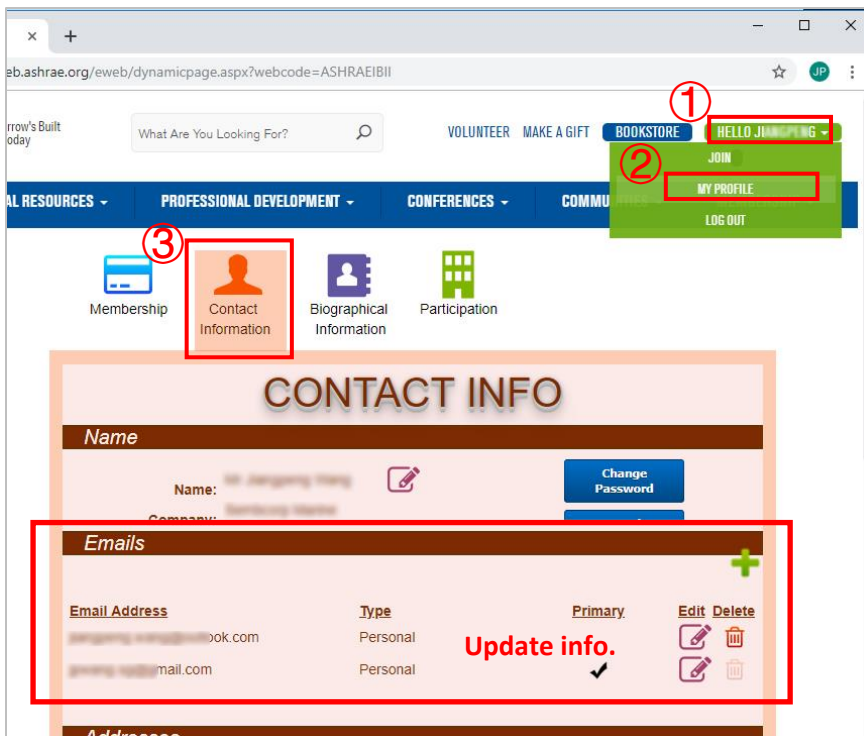 × +
eb.ashrae.org/eweb/dynamicpage.aspx?webcode=ASHRAEIBII
JP
①
rrow's Built
oday
What Are You Looking For?
VOLUNTEER MAKE A GIFT BOOKSTORE HELLO
②
JOIN
MY PROFILE
LOG OUT
AL RESOURCES PROFESSIONAL DEVELOPMENT CONFERENCES COMMU
③
Membership
Contact
Information
Biographical
Information
Participation
CONTACT INFO
Name
Name:
Change
Password
Company:
Emails
Email Address Type Primary Edit Delete
ook.com Personal
Update info.
mail.com Personal
Addresses